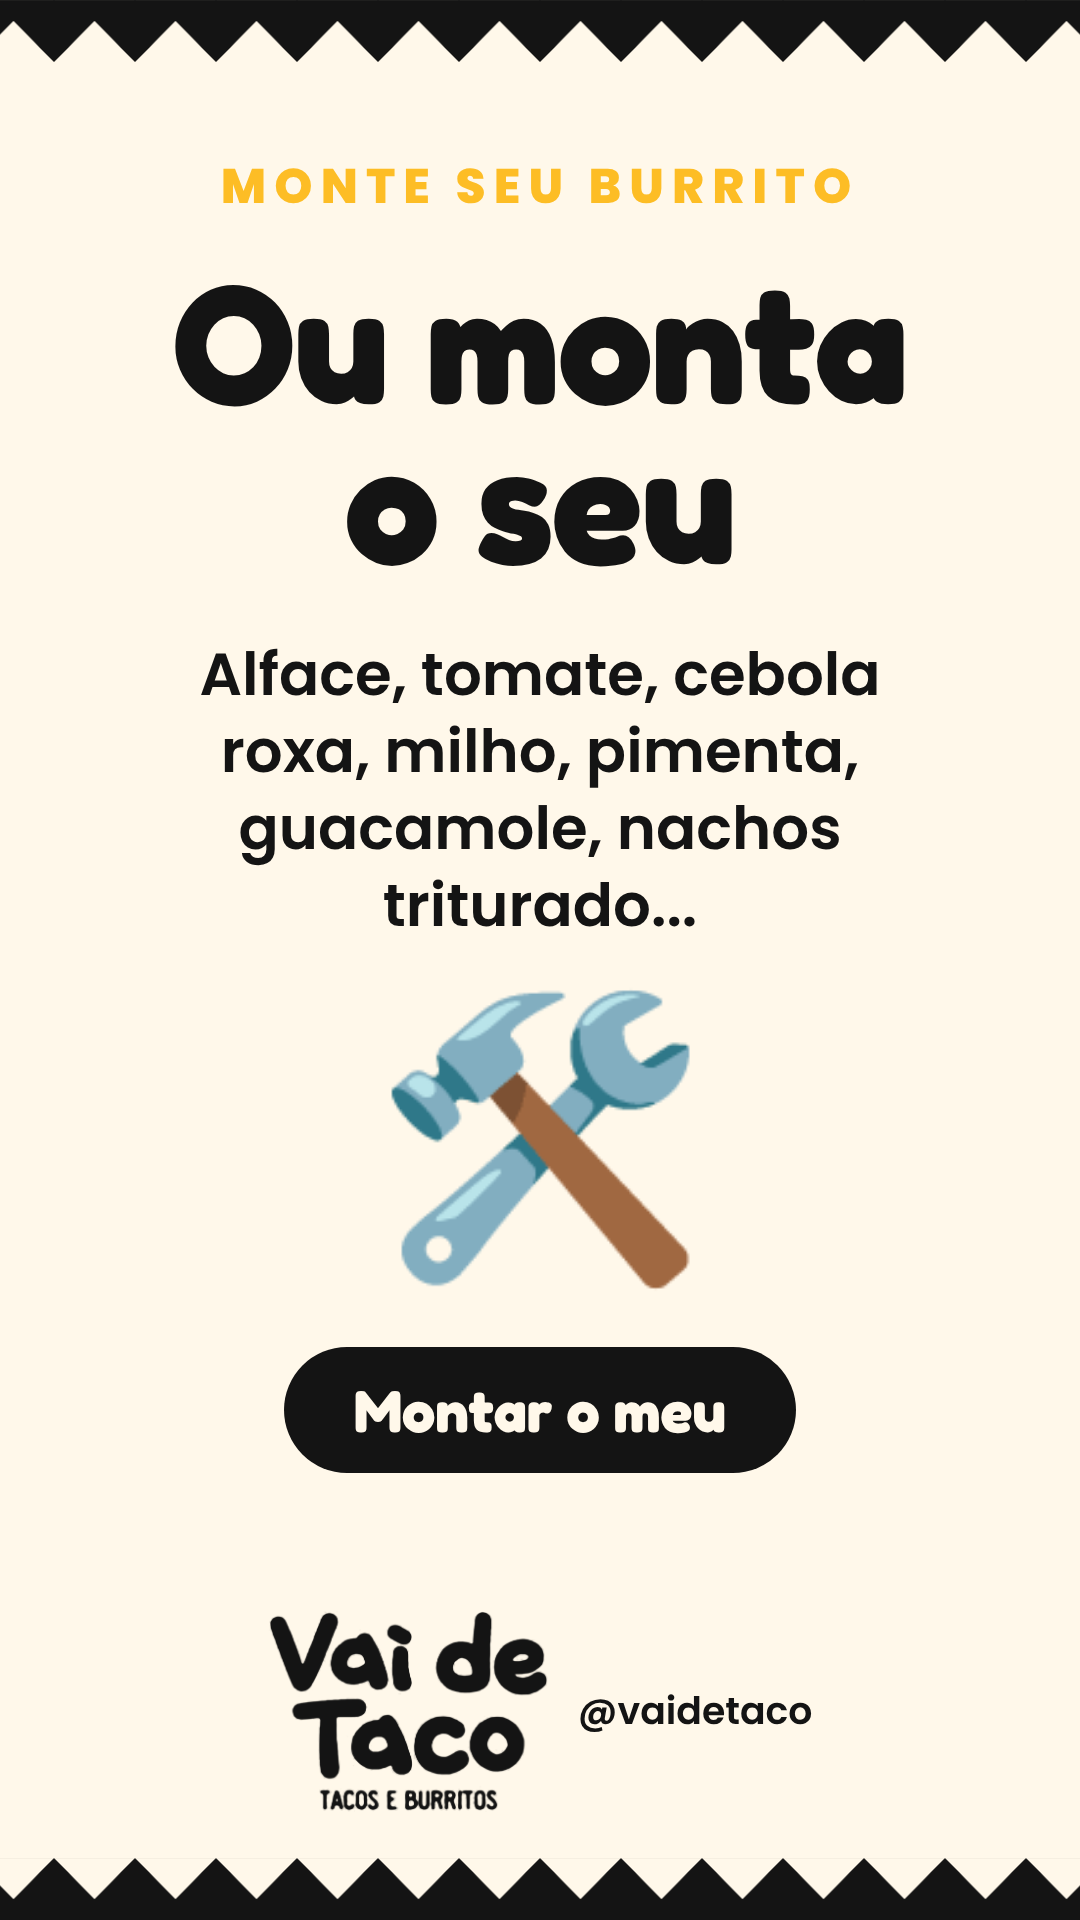 MONTE SEU BURRITO
Ou monta
o seu
Alface, tomate, cebola
roxa, milho, pimenta,
guacamole, nachos
triturado...
Montar o meu
Vai de
Taco
TACOS E BURRITOS
@vaidetaco